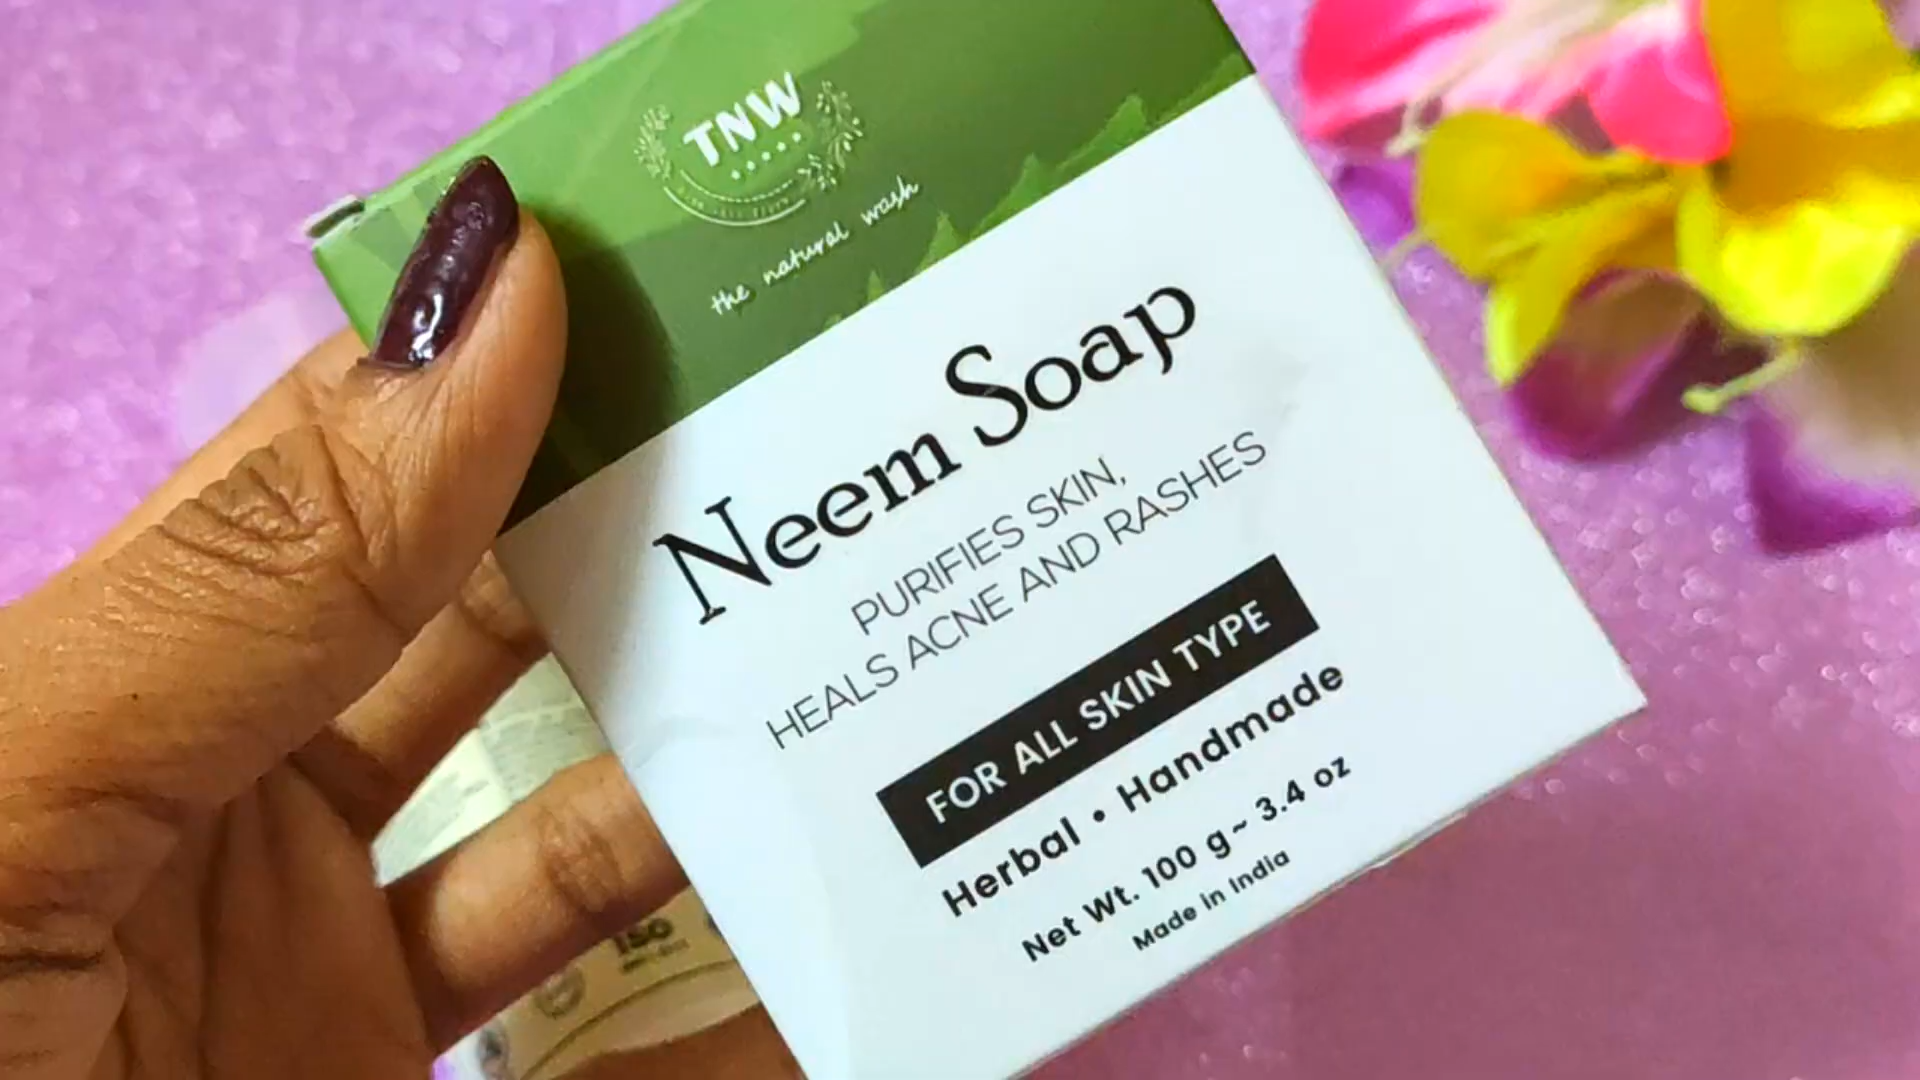 TNW
the natural wash
Neem Soap
PURIFIES SKIN,
HEALS ACNE AND RASHES
FOR ALL SKIN TYPE
Herbal • Handmade
Net Wt. 100 g ~ 3.4 oz
Made in India
ISO